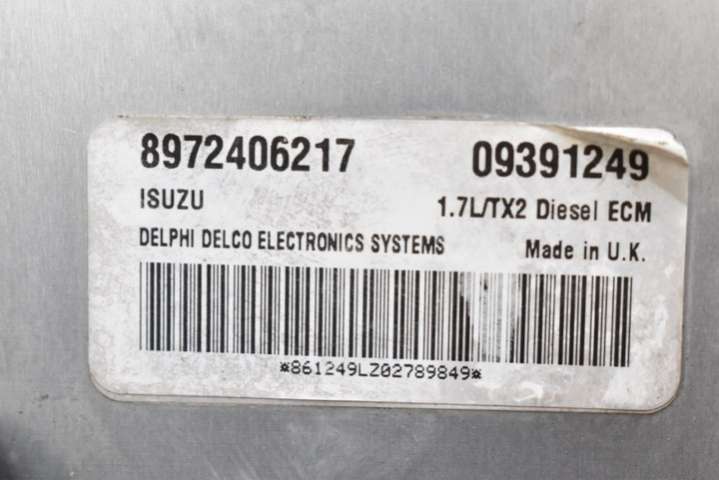 8972406217 09391249
ISUZU 1.7L/TX2 Diesel ECM
DELPHI DELCO ELECTRONICS SYSTEMS Made in U.K.
*861249LZ02789849*